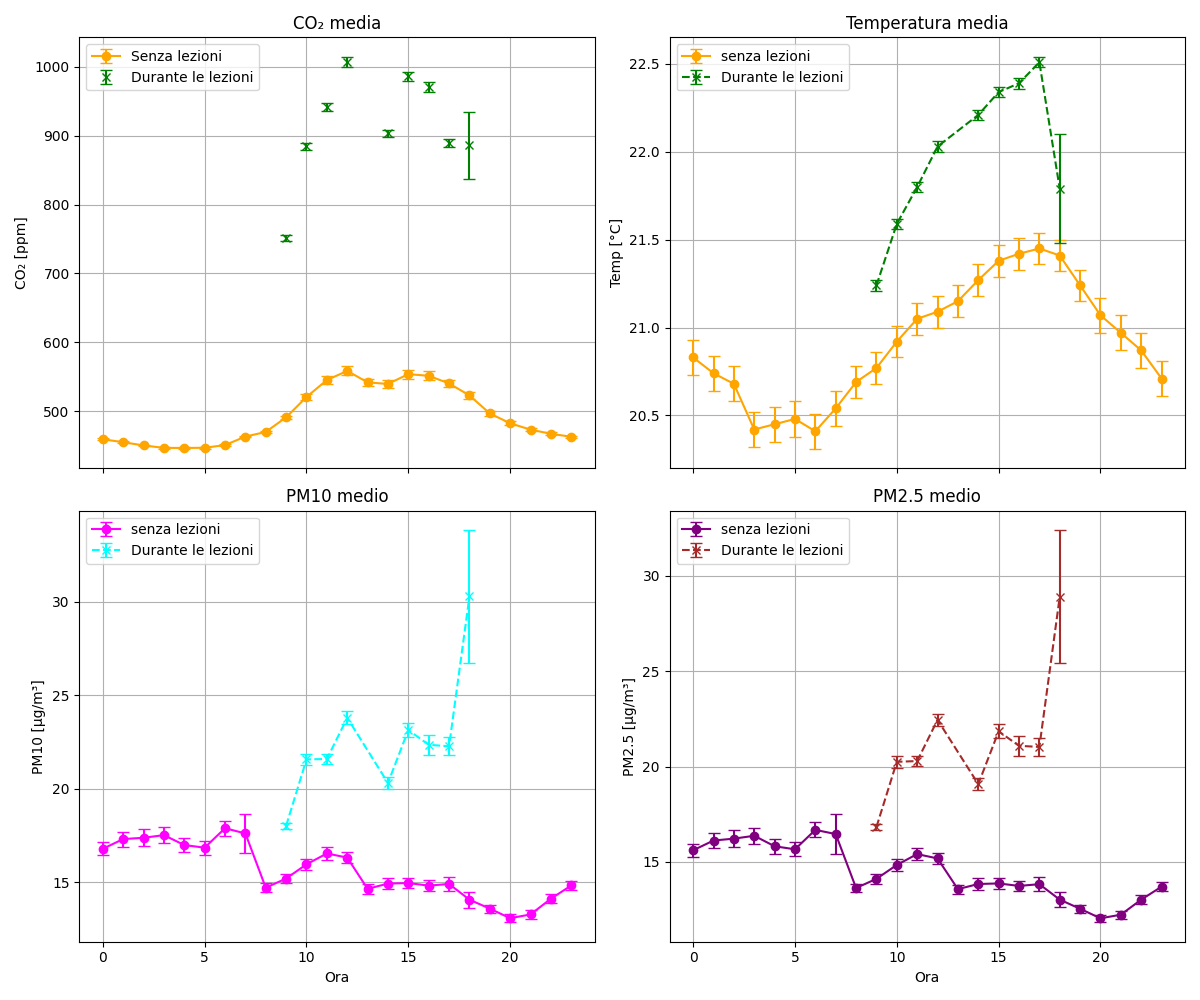 CO₂ media
Senza lezioni
Durante le lezioni
CO₂ [ppm]
1000
900
800
700
600
500
Temperatura media
senza lezioni
Durante le lezioni
Temp [°C]
22.5
22.0
21.5
21.0
20.5
PM10 medio
senza lezioni
Durante le lezioni
PM10 [µg/m³]
30
25
20
15
0 5 10 15 20
Ora
PM2.5 medio
senza lezioni
Durante le lezioni
PM2.5 [µg/m³]
30
25
20
15
0 5 10 15 20
Ora